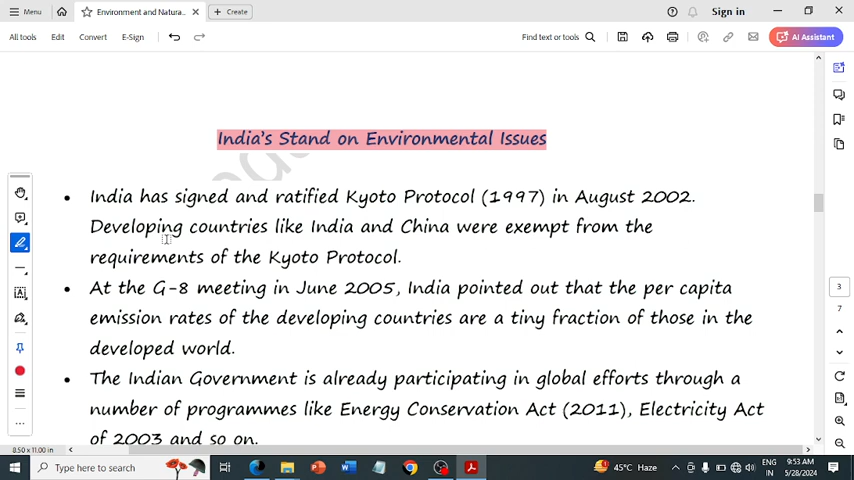 Menu
Environment and Natura...
Create
Sign in
All tools Edit Convert E-Sign
Find text or tools
AI Assistant
India's Stand on Environmental Issues
• India has signed and ratified Kyoto Protocol (1997) in August 2002.
Developing countries like India and China were exempt from the
requirements of the Kyoto Protocol.
• At the G-8 meeting in June 2005, India pointed out that the per capita
emission rates of the developing countries are a tiny fraction of those in the
developed world.
• The Indian Government is already participating in global efforts through a
number of programmes like Energy Conservation Act (2011), Electricity Act
of 2003 and so on.
3
7
8.50 x 11.00 in
Type here to search
45°C Haze
ENG
IN
9:53 AM
5/28/2024